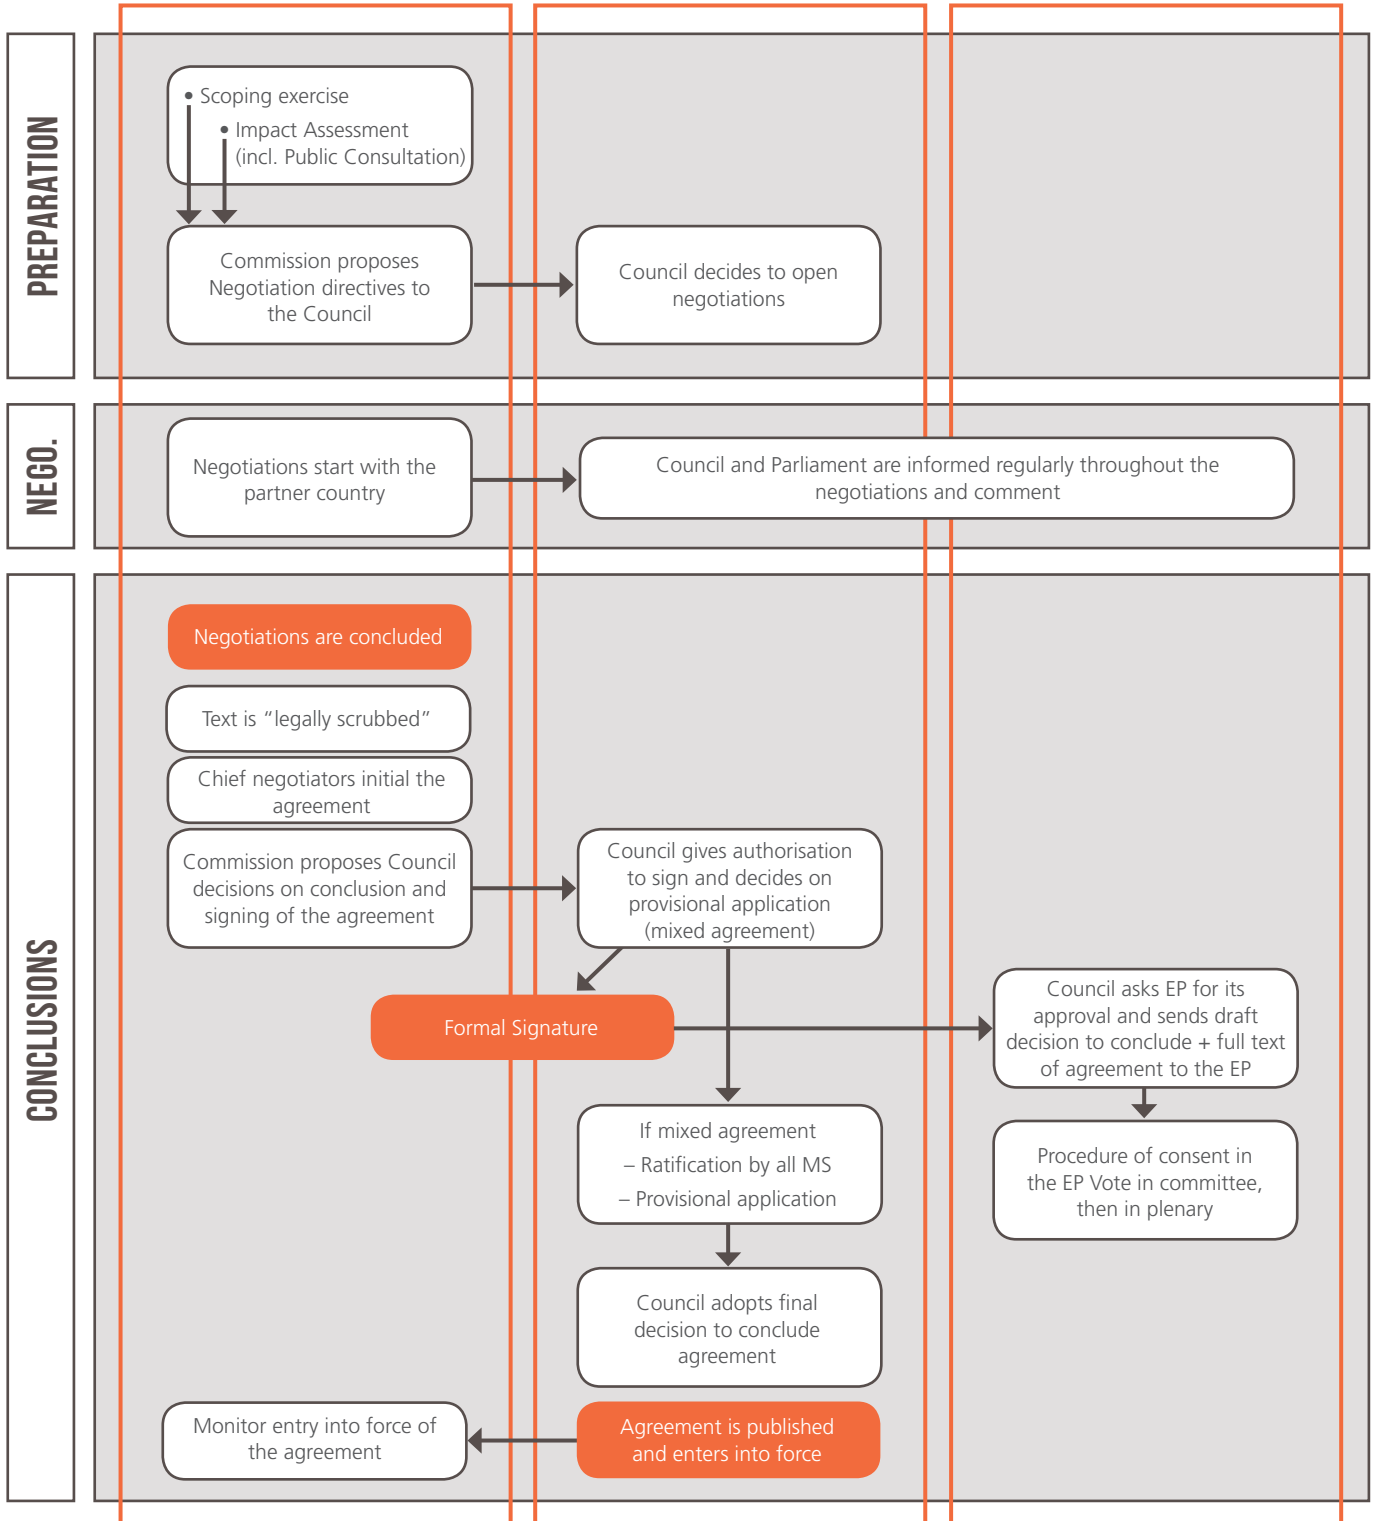 PREPARATION
• Scoping exercise
• Impact Assessment
(incl. Public Consultation)
Commission proposes
Negotiation directives to
the Council
Council decides to open
negotiations
NEGO.
Negotiations start with the
partner country
Council and Parliament are informed regularly throughout the
negotiations and comment
CONCLUSIONS
Negotiations are concluded
Text is “legally scrubbed”
Chief negotiators initial the
agreement
Commission proposes Council
decisions on conclusion and
signing of the agreement
Council gives authorisation
to sign and decides on
provisional application
(mixed agreement)
Formal Signature
Council asks EP for its
approval and sends draft
decision to conclude + full text
of agreement to the EP
If mixed agreement
– Ratification by all MS
– Provisional application
Procedure of consent in
the EP Vote in committee,
then in plenary
Council adopts final
decision to conclude
agreement
Monitor entry into force of
the agreement
Agreement is published
and enters into force